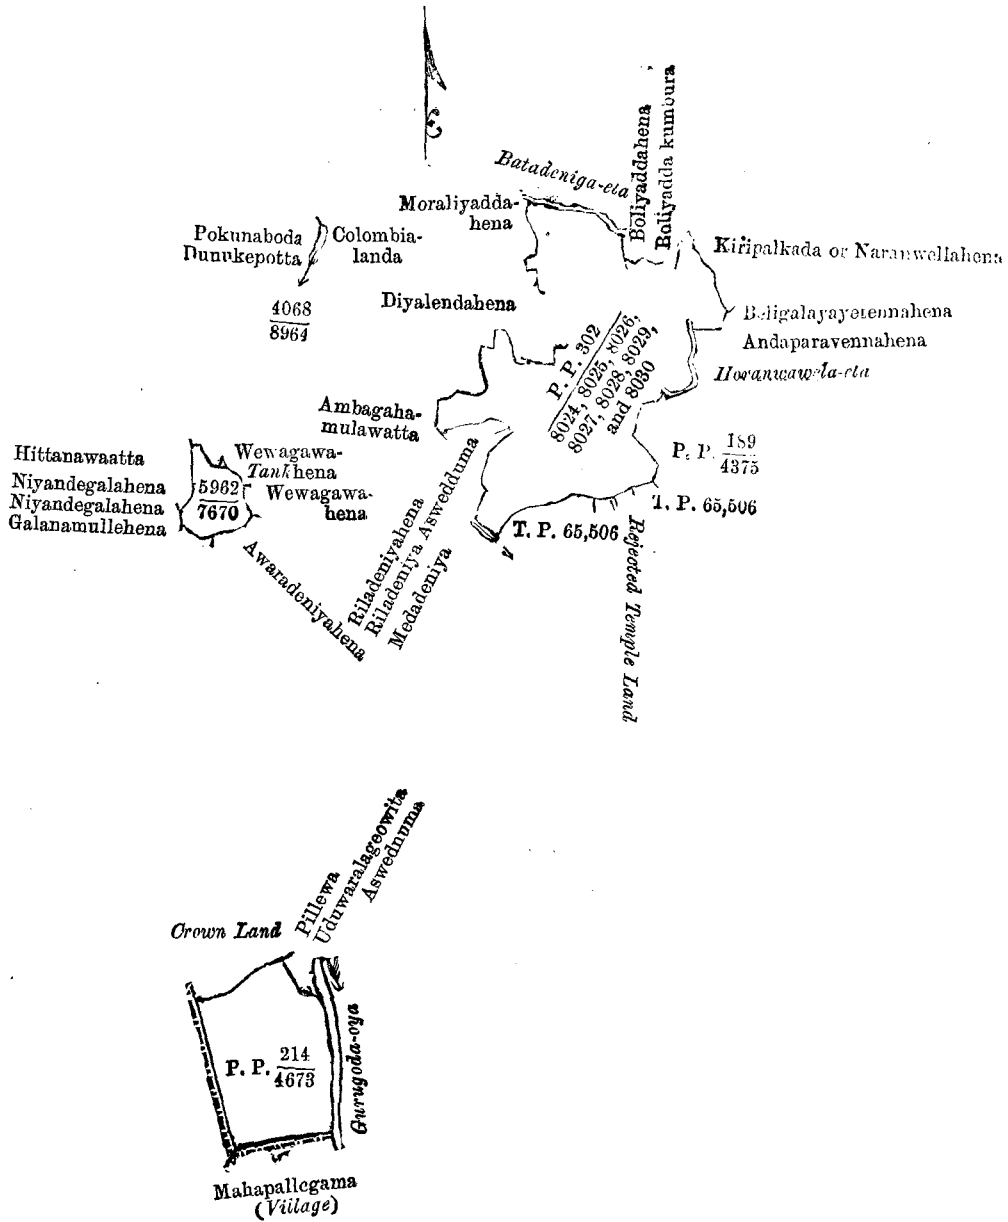 Batadeniga-ela
Boliyaddahena
Boliyadda kumbura
Moraliyadda-
hena
Pokunaboda
Dunukepotta
Colombia-
landa
Kiripalkada or Naranwellahena
4068
8964
Diyalendahena
Beligalayayetennahena
Andaparavennahena
Horanwawela-ela
P. P. 302
8024, 8025, 8026,
8027, 8028, 8029,
and 8030
Ambagaha-
mulawatta
P. P. 189
4375
T. P. 65,506
T. P. 65,506
Rejected Temple Land
Hittanawaatta
Niyandegalahena
Niyandegalahena
Galanamullehena
Wewagawa-
Tankhena
Wewagawa-
hena
5962
7670
Awaradeniyahena
Riladeniyahena
Riladeniya Aswedduma
Medadeniya
Pillewa
Uduwaralageowita
Aswednuma
Crown Land
P. P. 214
4673
Gurugoda-oya
Mahapallegama
(Village)